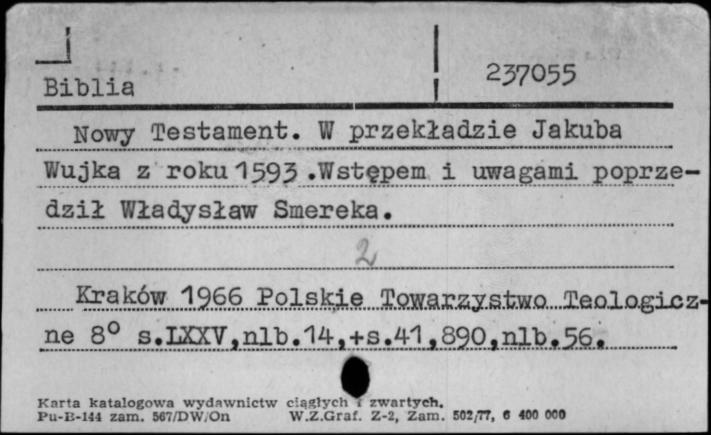 Biblia 237055
Nowy Testament. W przekładzie Jakuba
Wujka z roku 1593.Wstępem i uwagami poprze-
dził Władysław Smereka.
2
Kraków 1966 Polskie Towarzystwo Teologicz-
ne 8° s.LXXV,nlb.14,+s.41,890,nlb.56.
Karta katalogowa wydawnictw ciągłych i zwartych.
Pu-B-144 zam. 567/DW/On W.Z.Graf. Z-2, Zam. 502/77, 6 400 000